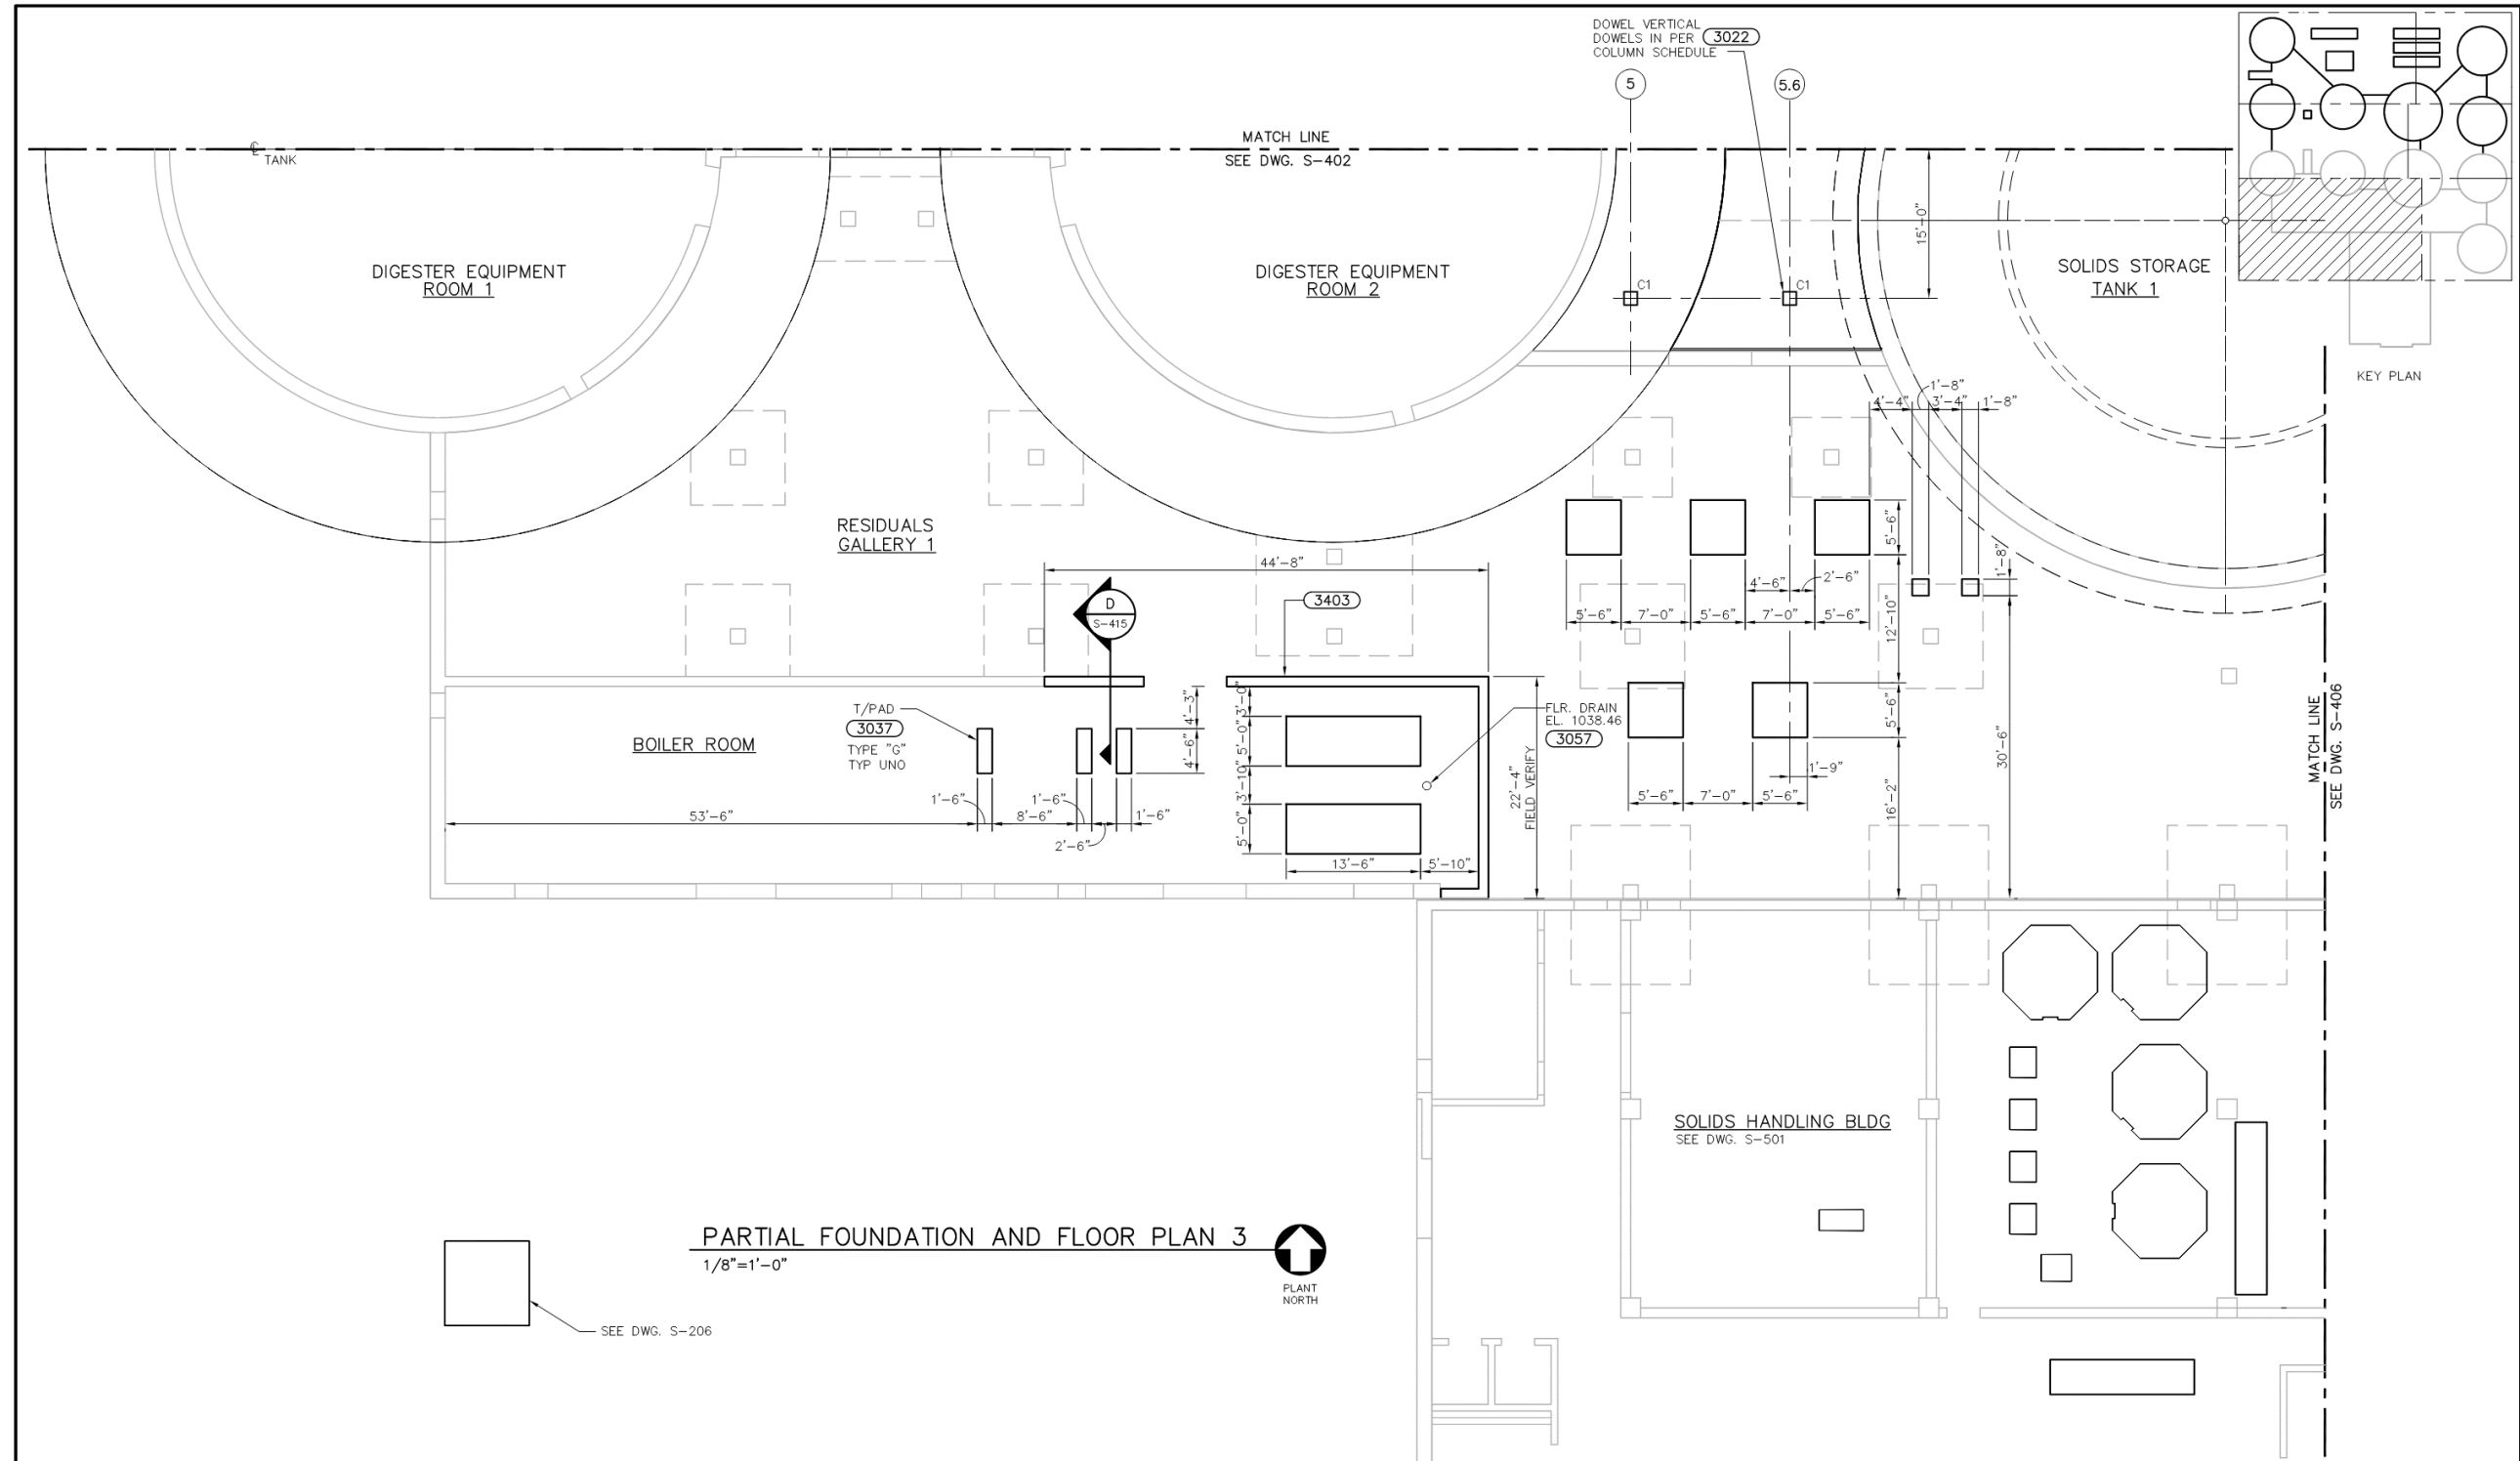 DOWEL VERTICAL
DOWELS IN PER 3022
COLUMN SCHEDULE
5
5.6
MATCH LINE
SEE DWG. S-402
℄ TANK
15'-0"
DIGESTER EQUIPMENT
ROOM 1
DIGESTER EQUIPMENT
ROOM 2
SOLIDS STORAGE
TANK 1
C1
C1
KEY PLAN
1'-8"
4'-4"
3'-4"
1'-8"
RESIDUALS
GALLERY 1
5'-6"
44'-8"
1'-8"
4'-6"
2'-6"
D
S-415
3403
5'-6"
7'-0"
5'-6"
7'-0"
5'-6"
12'-10"
T/PAD
3037
TYPE "G"
TYP UNO
BOILER ROOM
4'-3"
4'-6"
3'-0"
5'-0"
3'-10"
5'-0"
FLR. DRAIN
EL. 1038.46
3057
22'-4"
FIELD VERIFY
5'-6"
16'-2"
30'-6"
MATCH LINE
SEE DWG. S-406
1'-9"
5'-6"
7'-0"
5'-6"
53'-6"
1'-6"
8'-6"
1'-6"
2'-6"
1'-6"
13'-6"
5'-10"
SOLIDS HANDLING BLDG
SEE DWG. S-501
PARTIAL FOUNDATION AND FLOOR PLAN 3
1/8"=1'-0"
PLANT
NORTH
SEE DWG. S-206